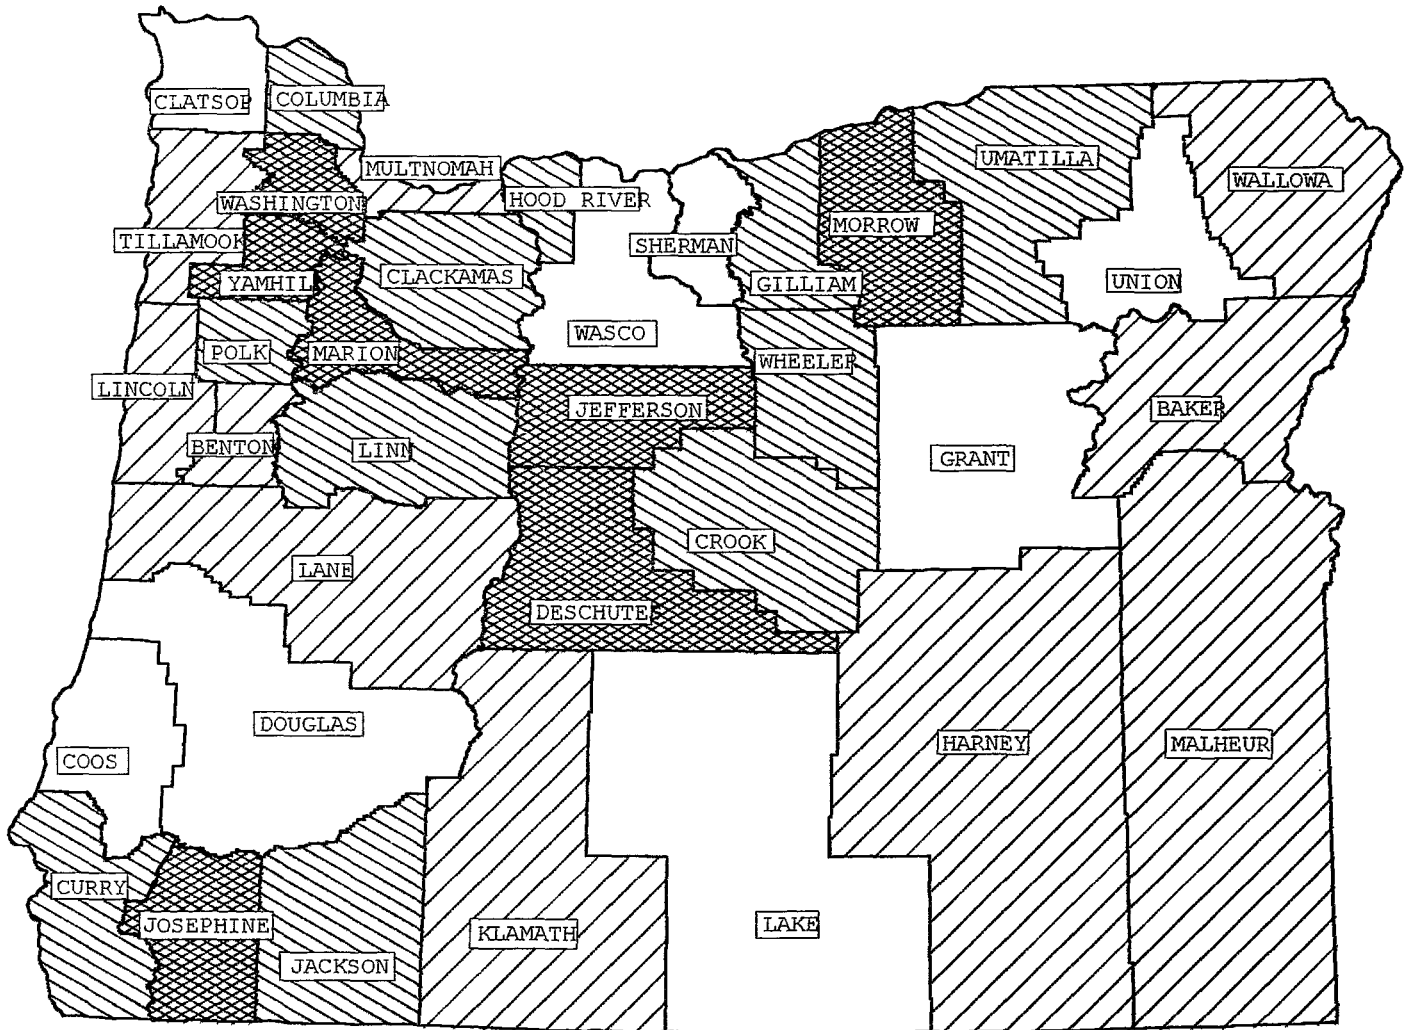 CLATSOP
COLUMBIA
MULTNOMAH
UMATILLA
WALLOWA
WASHINGTON
HOOD RIVER
MORROW
TILLAMOOK
SHERMAN
YAMHIL
CLACKAMAS
GILLIAM
UNION
WASCO
POLK
MARION
WHEELER
LINCOLN
JEFFERSON
BAKER
BENTON
LINN
GRANT
CROOK
LANE
DESCHUTE
DOUGLAS
HARNEY
MALHEUR
COOS
CURRY
JOSEPHINE
KLAMATH
LAKE
JACKSON